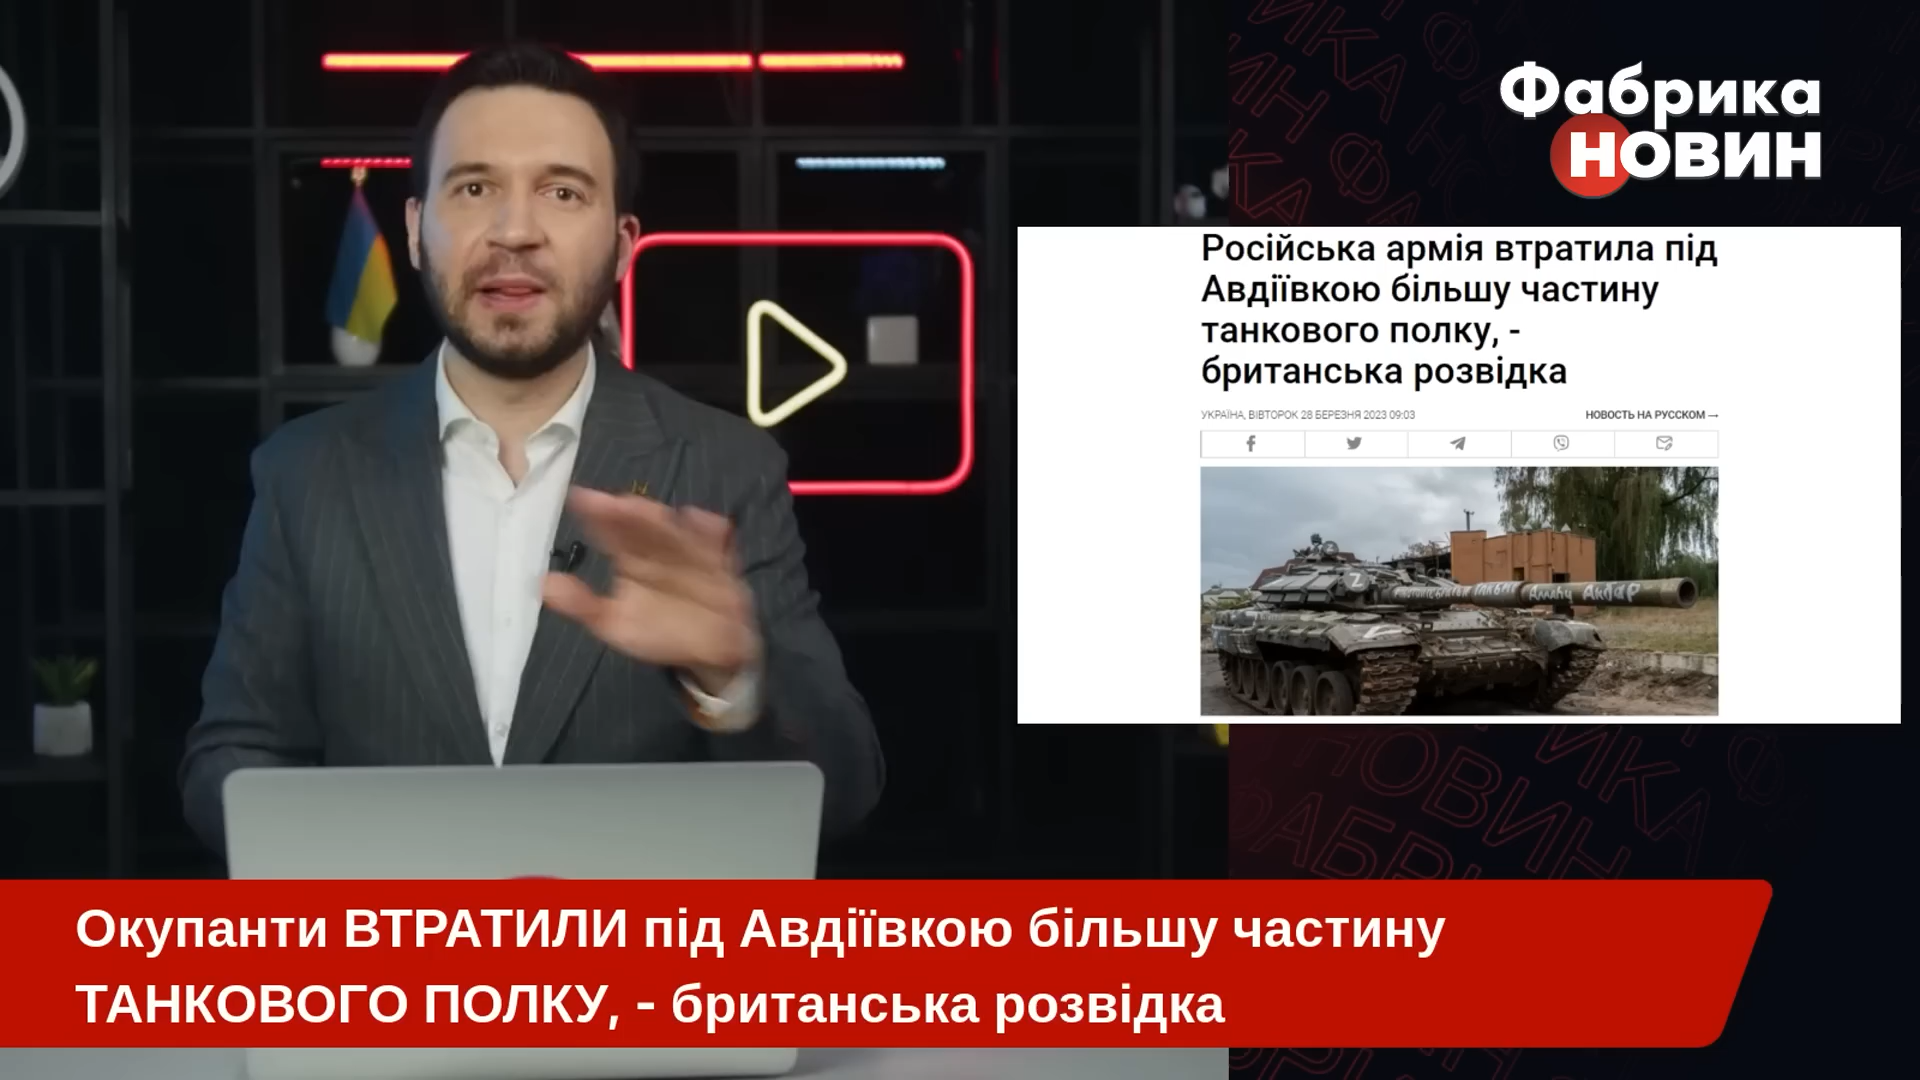 Фабрика
НОВИН
Російська армія втратила під
Авдіївкою більшу частину
танкового полку, -
британська розвідка
УКРАЇНА, ВІВТОРОК 28 БЕРЕЗНЯ 2023 09:03
НОВОСТЬ НА РУССКОМ →
Z
Окупанти ВТРАТИЛИ під Авдіївкою більшу частину
ТАНКОВОГО ПОЛКУ, - британська розвідка